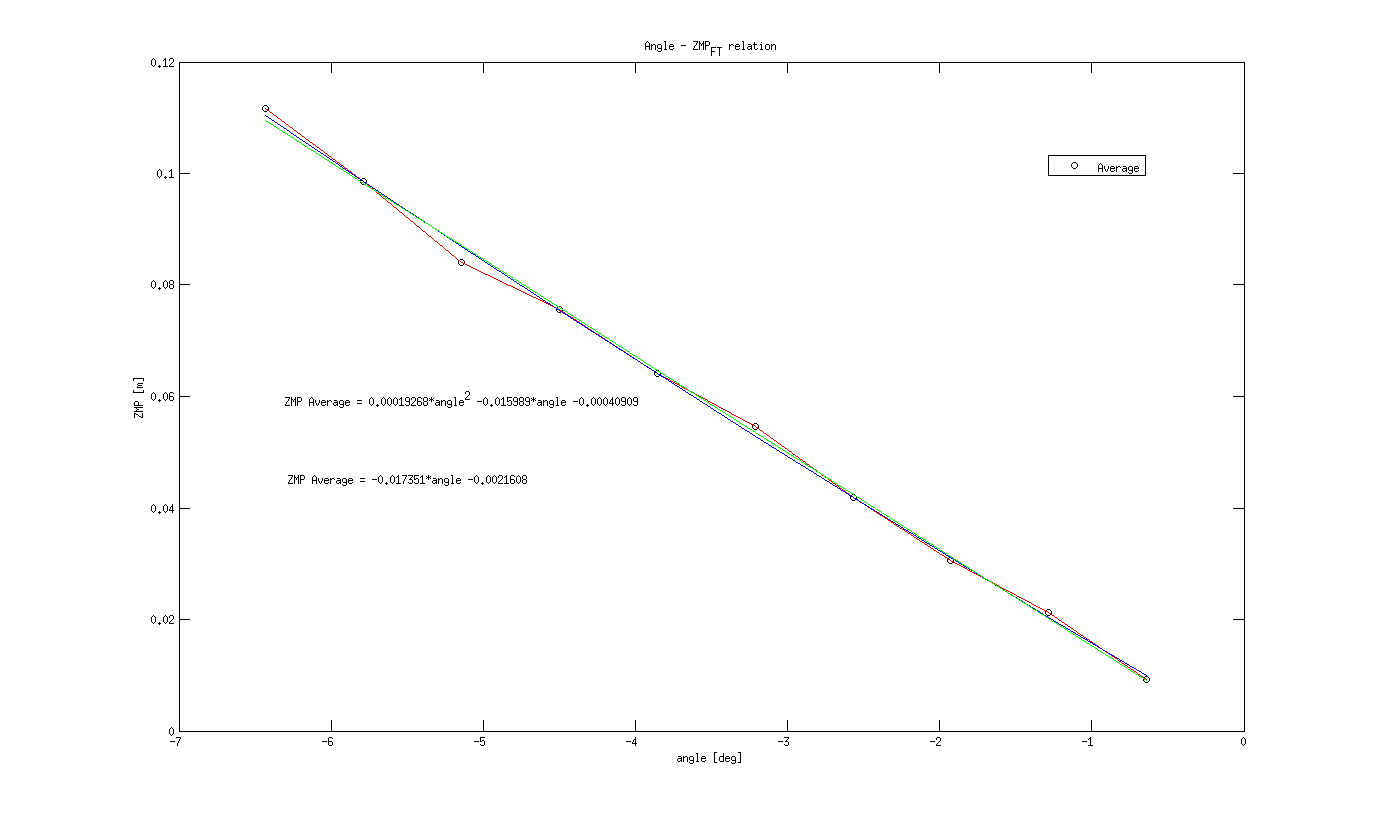 Angle - ZMP_FT relation
0.12
0.1
0.08
0.06
0.04
0.02
0
ZMP [m]
Average
ZMP Average = 0.00019268*angle^2 -0.015989*angle -0.00040909
ZMP Average = -0.017351*angle -0.0021608
-7 -6 -5 -4 -3 -2 -1 0
angle [deg]